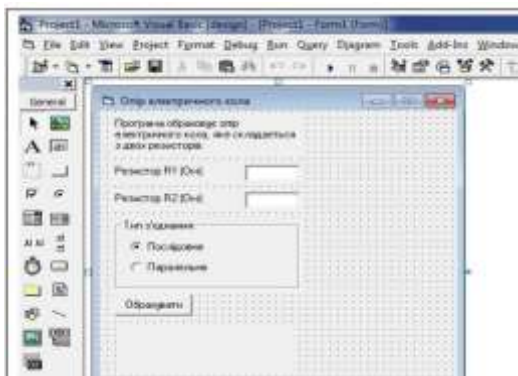 Project1 - Microsoft Visual Basic [design] - [Project1 - Form1 (Form)]
File Edit View Project Format Debug Run Query Diagram Tools Add-Ins Window
General
Опір електричного кола
Програма обраховує опір
електричного кола, яке складається
з двох резисторів.
Резистор R1 (Ом)
Резистор R2 (Ом)
Тип з'єднання
Послідовне
Паралельне
Обрахувати